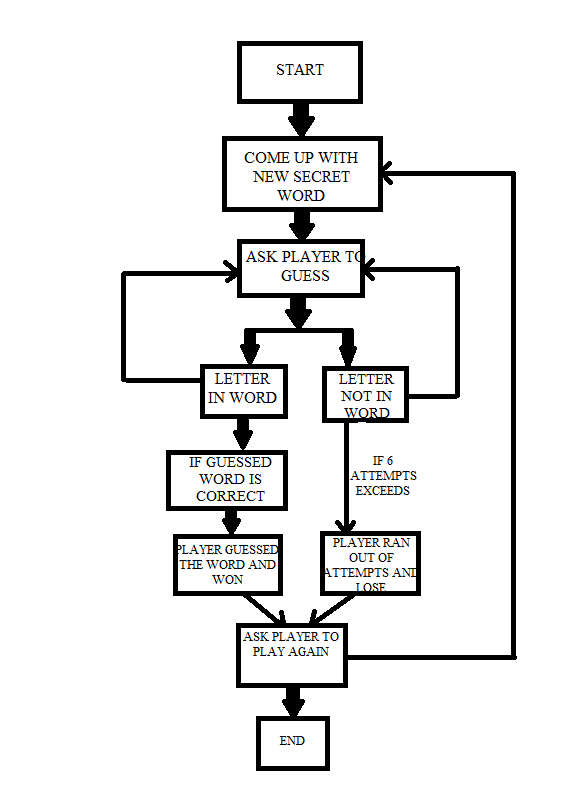 START
COME UP WITH
NEW SECRET
WORD
ASK PLAYER TO
GUESS
LETTER
IN WORD
LETTER
NOT IN
WORD
IF GUESSED
WORD IS
CORRECT
IF 6
ATTEMPTS
EXCEEDS
PLAYER GUESSED
THE WORD AND
WON
PLAYER RAN
OUT OF
ATTEMPTS AND
LOSE
ASK PLAYER TO
PLAY AGAIN
END